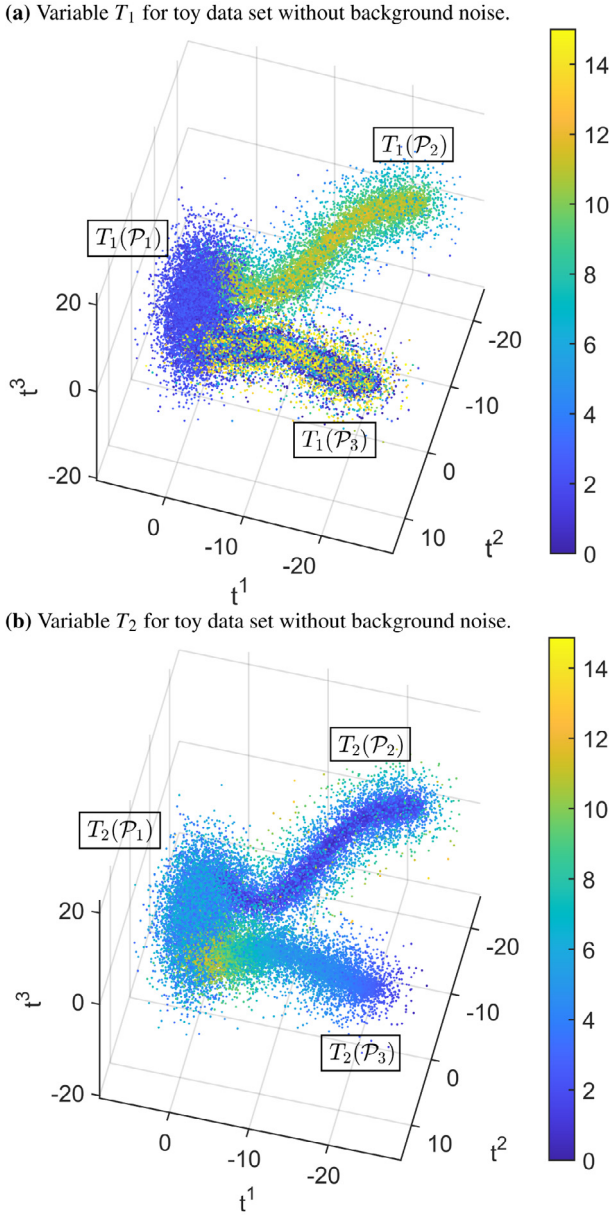 (a) Variable T₁ for toy data set without background noise.
T₁(𝒫₂)
T₁(𝒫₁)
T₁(𝒫₃)
20
0
-20
t³
0
-10
-20
t¹
-20
-10
0
10
t²
14
12
10
8
6
4
2
0
(b) Variable T₂ for toy data set without background noise.
T₂(𝒫₂)
T₂(𝒫₁)
T₂(𝒫₃)
20
0
-20
t³
0
-10
-20
t¹
-20
-10
0
10
t²
14
12
10
8
6
4
2
0